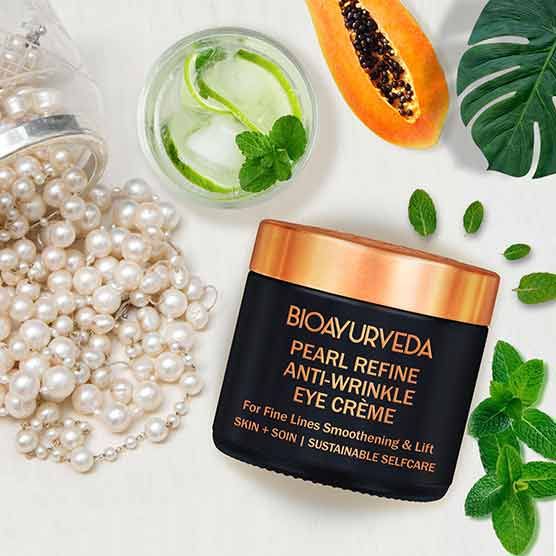 BIOAYURVEDA
PEARL REFINE
ANTI-WRINKLE
EYE CRÈME
For Fine Lines Smoothening & Lift
SKIN + SOIN | SUSTAINABLE SELFCARE